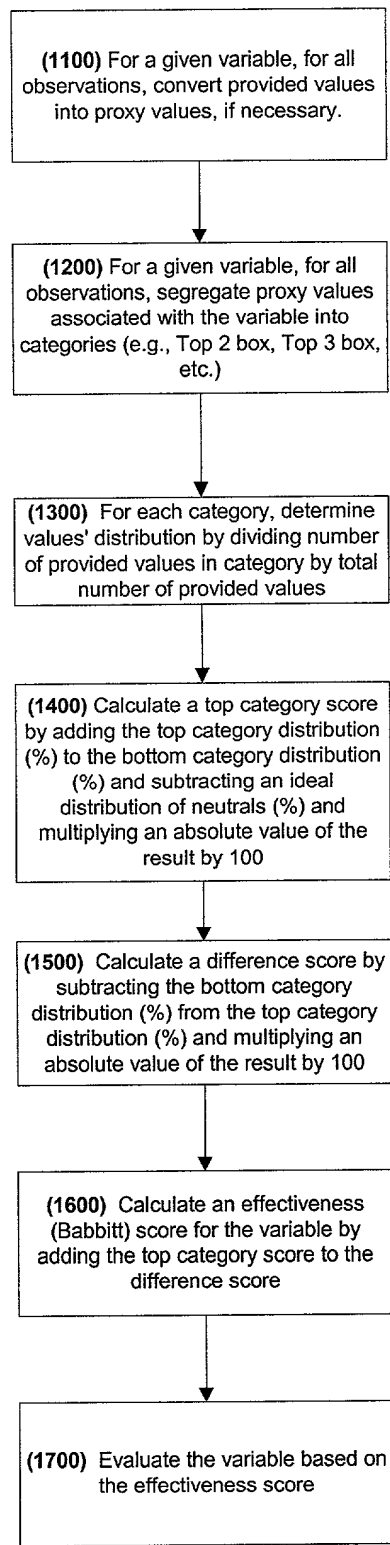 (1100) For a given variable, for all
observations, convert provided values
into proxy values, if necessary.
(1200) For a given variable, for all
observations, segregate proxy values
associated with the variable into
categories (e.g., Top 2 box, Top 3 box,
etc.)
(1300) For each category, determine
values' distribution by dividing number
of provided values in category by total
number of provided values
(1400) Calculate a top category score
by adding the top category distribution
(%) to the bottom category distribution
(%) and subtracting an ideal
distribution of neutrals (%) and
multiplying an absolute value of the
result by 100
(1500) Calculate a difference score by
subtracting the bottom category
distribution (%) from the top category
distribution (%) and multiplying an
absolute value of the result by 100
(1600) Calculate an effectiveness
(Babbitt) score for the variable by
adding the top category score to the
difference score
(1700) Evaluate the variable based on
the effectiveness score